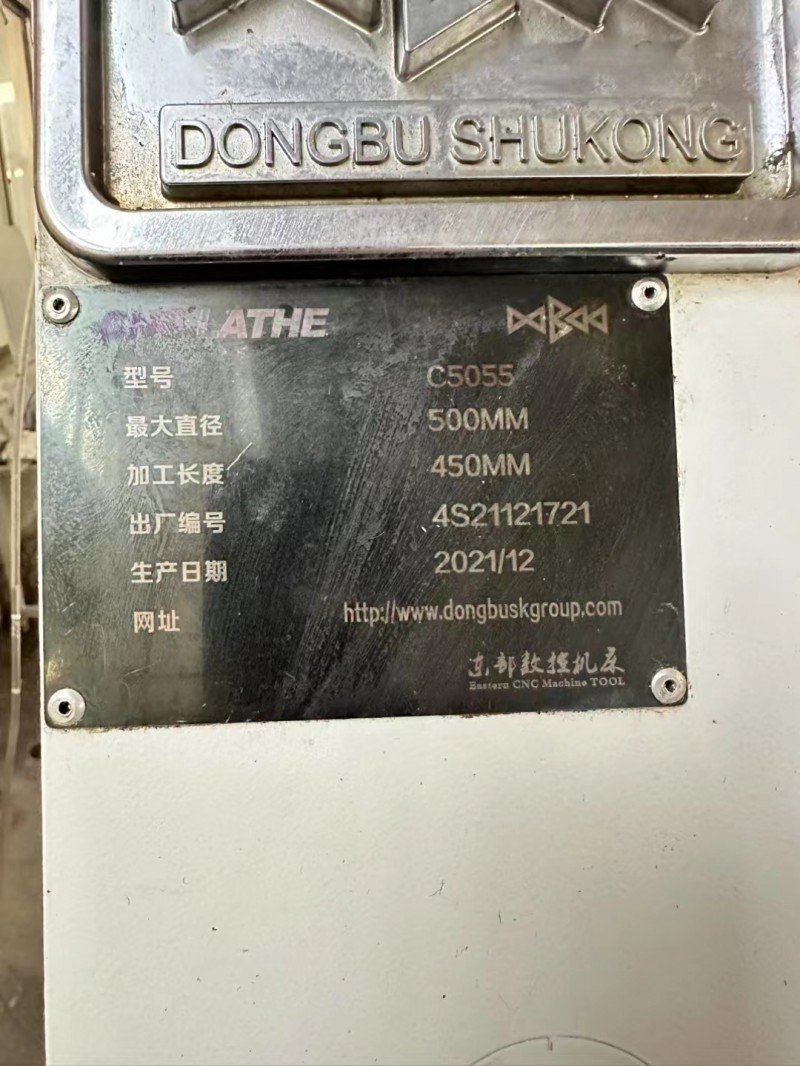 DONGBU SHUKONG
CNC LATHE
型号 C5055
最大直径 500MM
加工长度 450MM
出厂编号 4S21121721
生产日期 2021/12
网址 http://www.dongbuskgroup.com
东部数控机床
Eastern CNC Machine TOOL